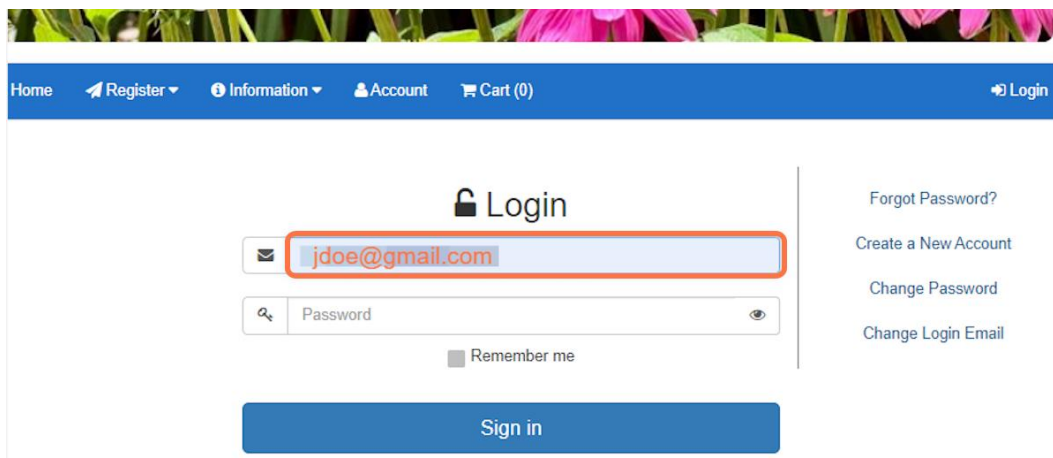 Home Register Information Account Cart (0) Login
Login
jdoe@gmail.com
Password
Remember me
Sign in
Forgot Password?
Create a New Account
Change Password
Change Login Email